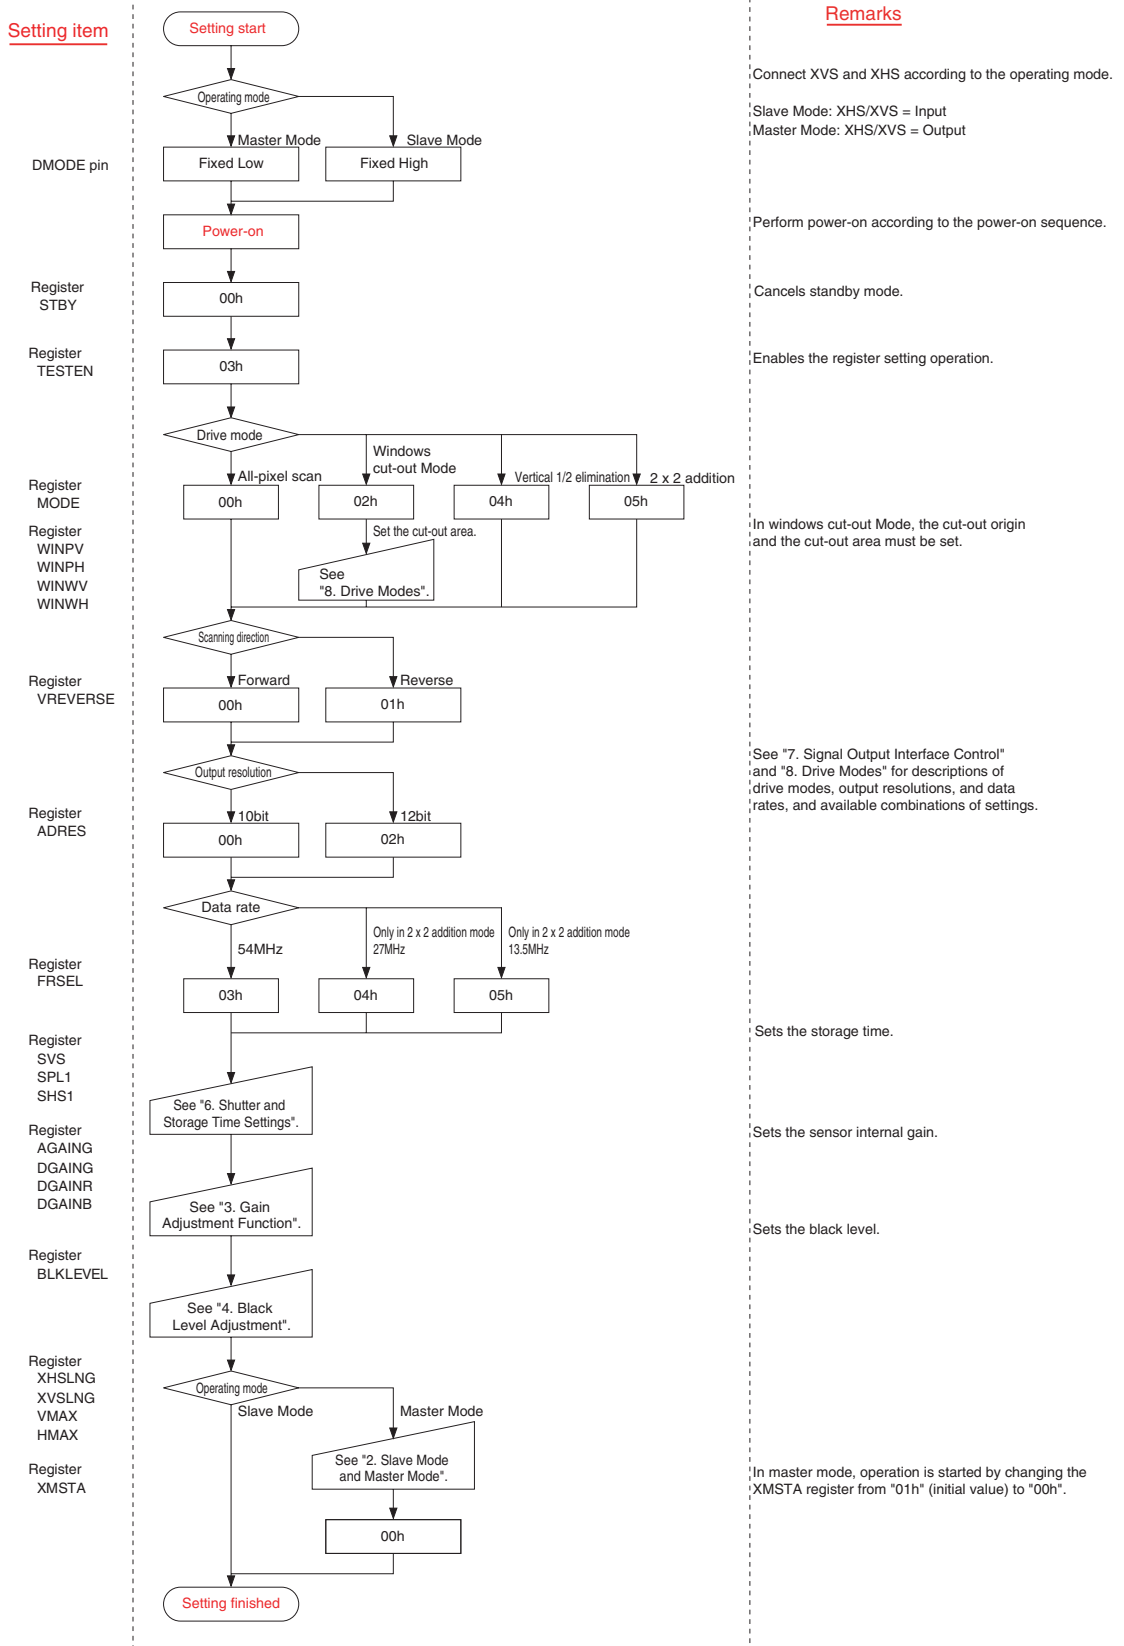 Setting item
Setting start
Remarks
Connect XVS and XHS according to the operating mode.
Operating mode
Slave Mode: XHS/XVS = Input
Master Mode: XHS/XVS = Output
Master Mode
Slave Mode
DMODE pin
Fixed Low
Fixed High
Power-on
Perform power-on according to the power-on sequence.
Register
STBY
00h
Cancels standby mode.
Register
TESTEN
03h
Enables the register setting operation.
Drive mode
Windows
cut-out Mode
All-pixel scan
Vertical 1/2 elimination
2 x 2 addition
Register
MODE
00h
02h
04h
05h
Register
WINPV
WINPH
WINWV
WINWH
Set the cut-out area.
See
"8. Drive Modes".
In windows cut-out Mode, the cut-out origin
and the cut-out area must be set.
Scanning direction
Forward
Reverse
Register
VREVERSE
00h
01h
Output resolution
See "7. Signal Output Interface Control"
and "8. Drive Modes" for descriptions of
drive modes, output resolutions, and data
rates, and available combinations of settings.
10bit
12bit
Register
ADRES
00h
02h
Data rate
54MHz
Only in 2 x 2 addition mode
27MHz
Only in 2 x 2 addition mode
13.5MHz
Register
FRSEL
03h
04h
05h
Register
SVS
SPL1
SHS1
Sets the storage time.
See "6. Shutter and
Storage Time Settings".
Register
AGAING
DGAING
DGAINR
DGAINB
Sets the sensor internal gain.
See "3. Gain
Adjustment Function".
Sets the black level.
Register
BLKLEVEL
See "4. Black
Level Adjustment".
Register
XHSLNG
XVSLNG
VMAX
HMAX
Operating mode
Slave Mode
Master Mode
See "2. Slave Mode
and Master Mode".
Register
XMSTA
In master mode, operation is started by changing the
XMSTA register from "01h" (initial value) to "00h".
00h
Setting finished